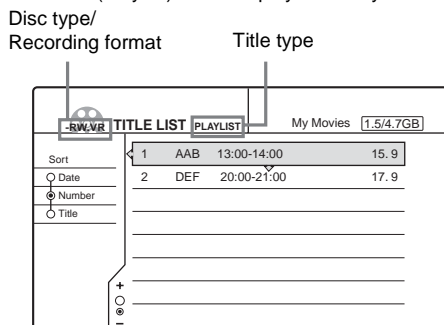 Disc type/
Recording format
Title type
-RW-VR TITLE LIST PLAYLIST My Movies 1.5/4.7GB
Sort
Date
Number
Title
1 AAB 13:00-14:00 15. 9
2 DEF 20:00-21:00 17. 9
+
–